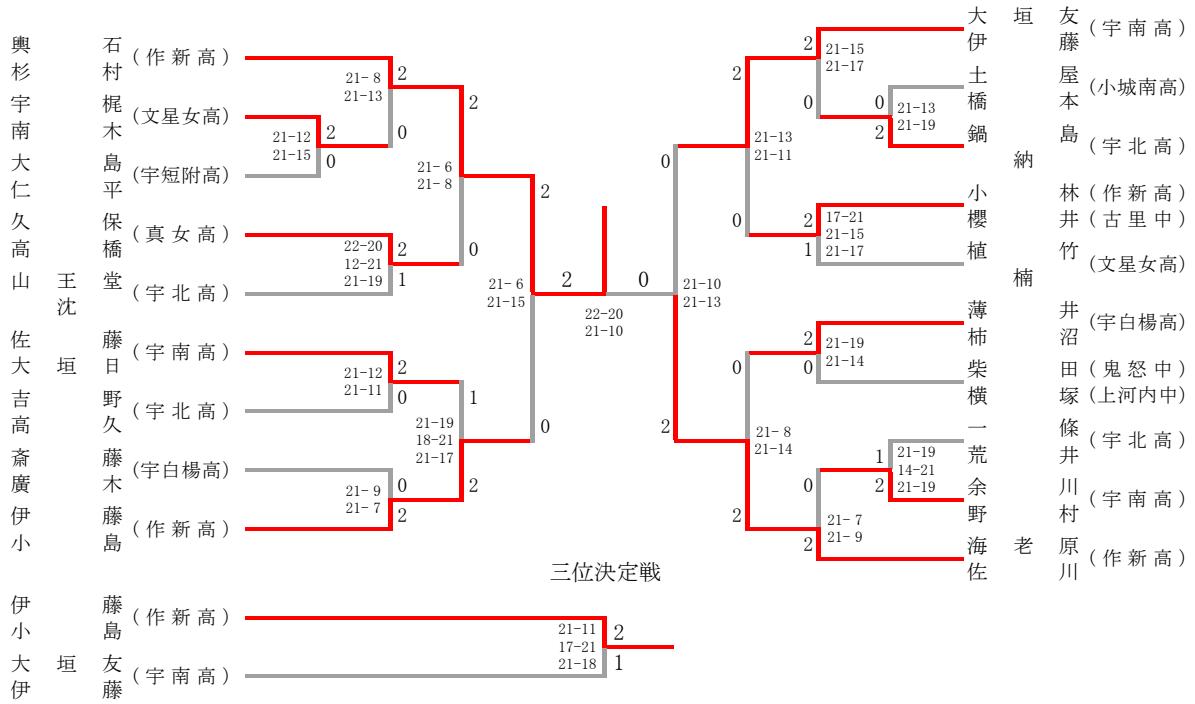 輿 石
杉 村
(作新高)
宇 梶
南 木
(文星女高)
大 島
仁 平
(宇短附高)
久 保
高 橋
(真女高)
山 王 堂
沈
(宇北高)
佐 藤
大 垣 日
(宇南高)
吉 野
高 久
(宇北高)
斎 藤
廣 木
(宇白楊高)
伊 藤
小 島
(作新高)
21-12
21-15
2
0
21- 8
21-13
2
0
22-20
12-21
21-19
2
1
21- 6
21- 8
2
0
21-12
21-11
2
0
21- 9
21- 7
0
2
21-19
18-21
21-17
1
2
21- 6
21-15
2
0
2
0
22-20
21-10
大 垣 友
伊 藤
(宇南高)
土 屋
橋 本
(小城南高)
鍋 島
納
(宇北高)
小 林
(作新高)
櫻 井
(古里中)
植 竹
楠
(文星女高)
薄 井
柿 沼
(宇白楊高)
柴 田
(鬼怒中)
横 塚
(上河内中)
一 條
荒 井
(宇北高)
余 川
野 村
(宇南高)
海 老 原
佐 川
(作新高)
2
0
21-15
21-17
0
2
21-13
21-19
2
0
21-13
21-11
2
1
17-21
21-15
21-17
0
2
21-10
21-13
2
0
21-19
21-14
0
2
21- 8
21-14
1
2
21-19
14-21
21-19
0
2
21- 7
21- 9
三位決定戦
伊 藤
小 島
(作新高)
大 垣 友
伊 藤
(宇南高)
21-11
17-21
21-18
2
1